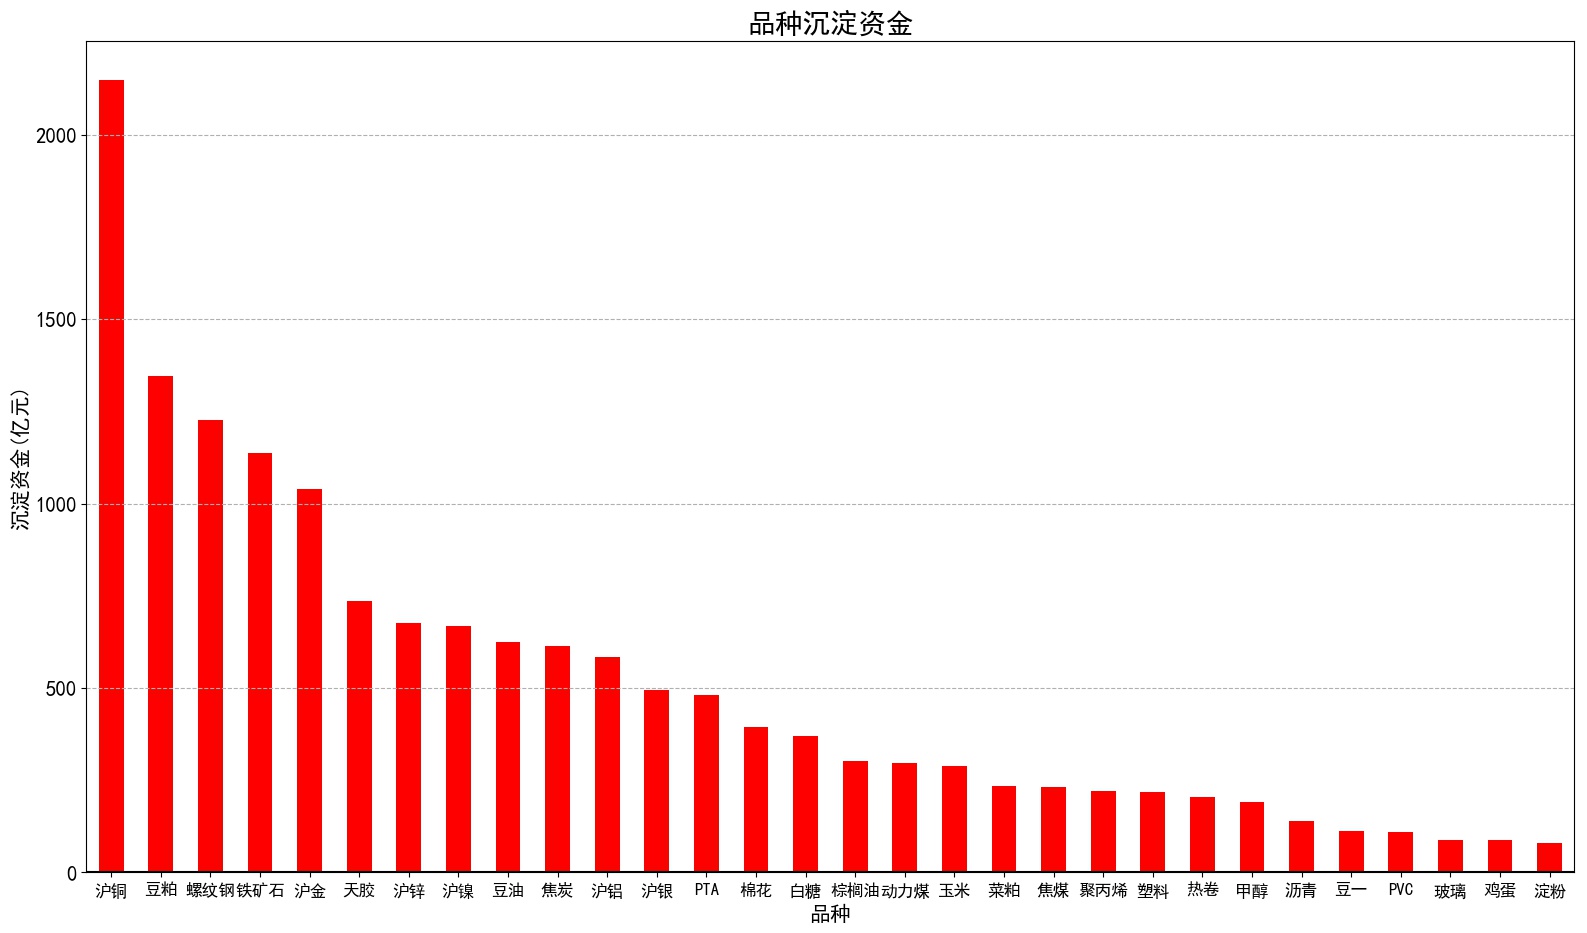 品种沉淀资金
沉淀资金(亿元)
2000
1500
1000
500
0
沪铜 豆粕 螺纹钢 铁矿石 沪金 天胶 沪锌 沪镍 豆油 焦炭 沪铝 沪银 PTA 棉花 白糖 棕榈油 动力煤 玉米 菜粕 焦煤 聚丙烯 塑料 热卷 甲醇 沥青 豆一 PVC 玻璃 鸡蛋 淀粉
品种